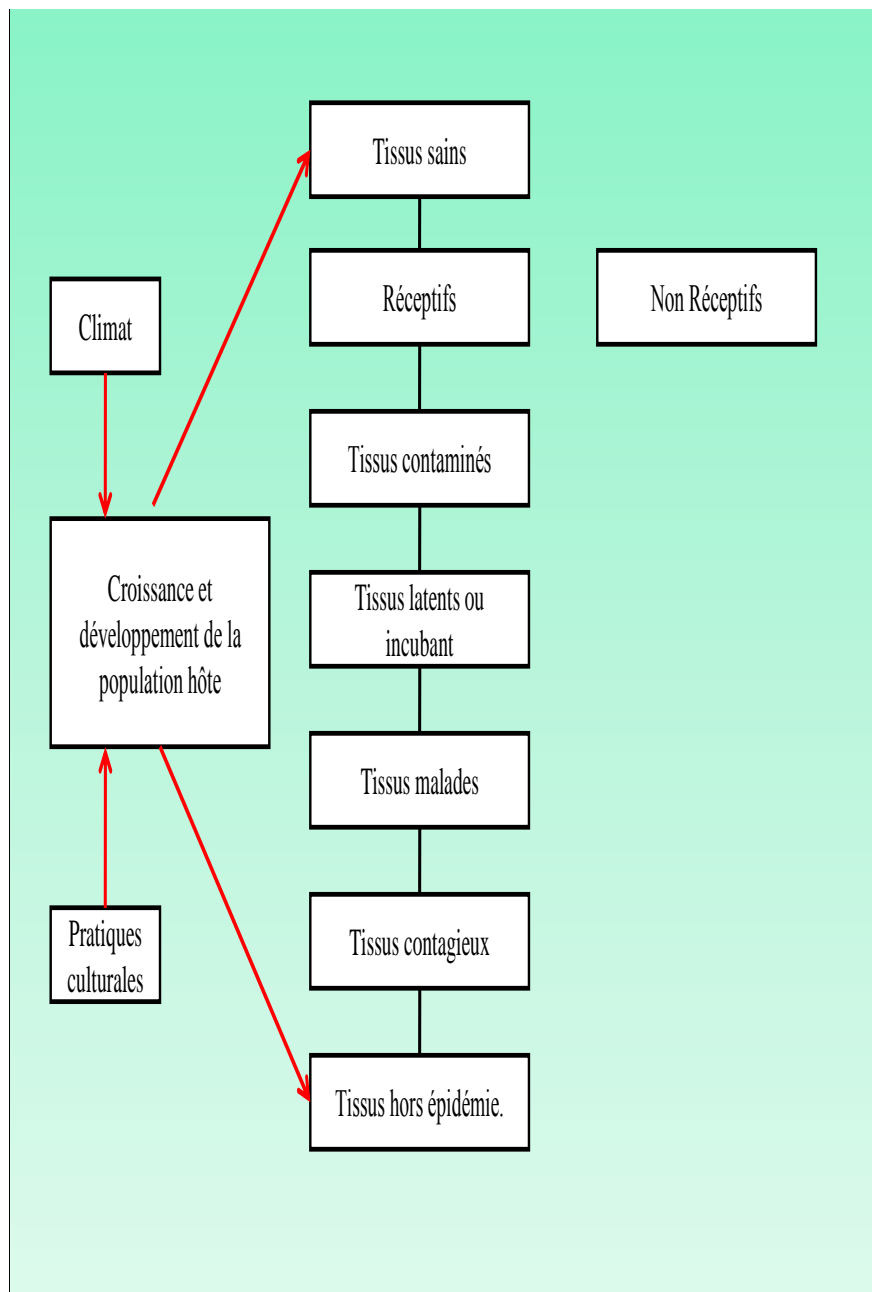 Tissus sains
Réceptifs
Non Réceptifs
Climat
Tissus contaminés
Croissance et
développement de la
population hôte
Tissus latents ou
incubant
Tissus malades
Pratiques
culturales
Tissus contagieux
Tissus hors épidémie.